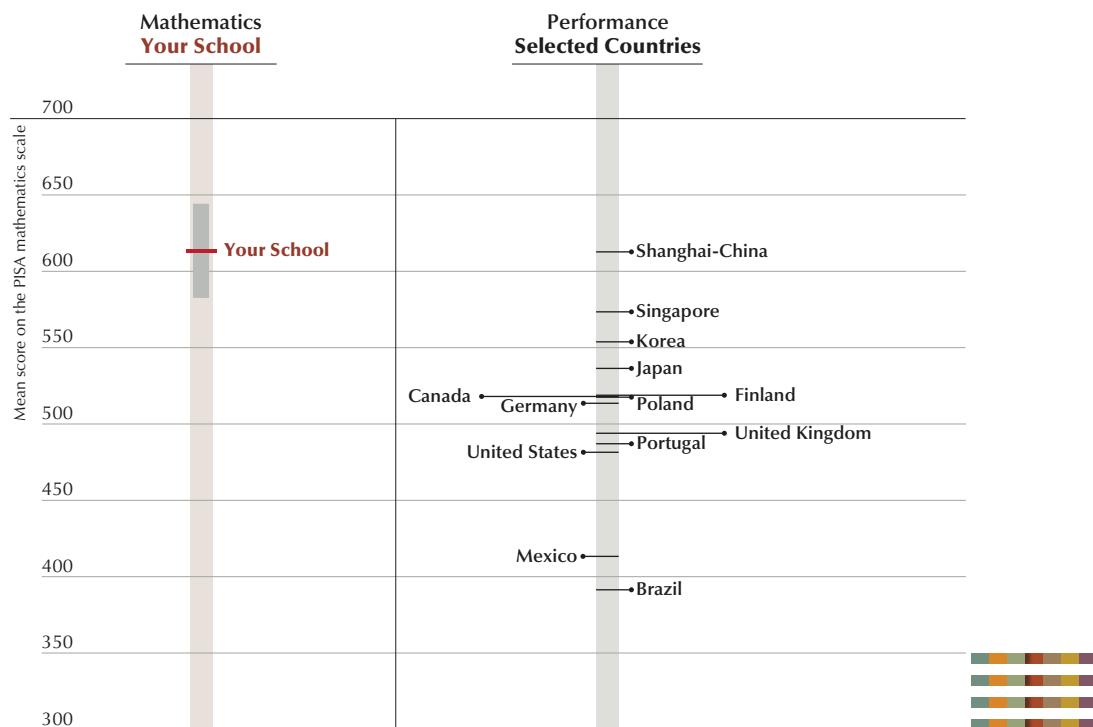 Mathematics
Your School
Performance
Selected Countries
Mean score on the PISA mathematics scale
700
650
Your School
600
Shanghai-China
Singapore
550
Korea
Japan
Canada
Finland
Germany
Poland
500
United Kingdom
Portugal
United States
450
Mexico
400
Brazil
350
300